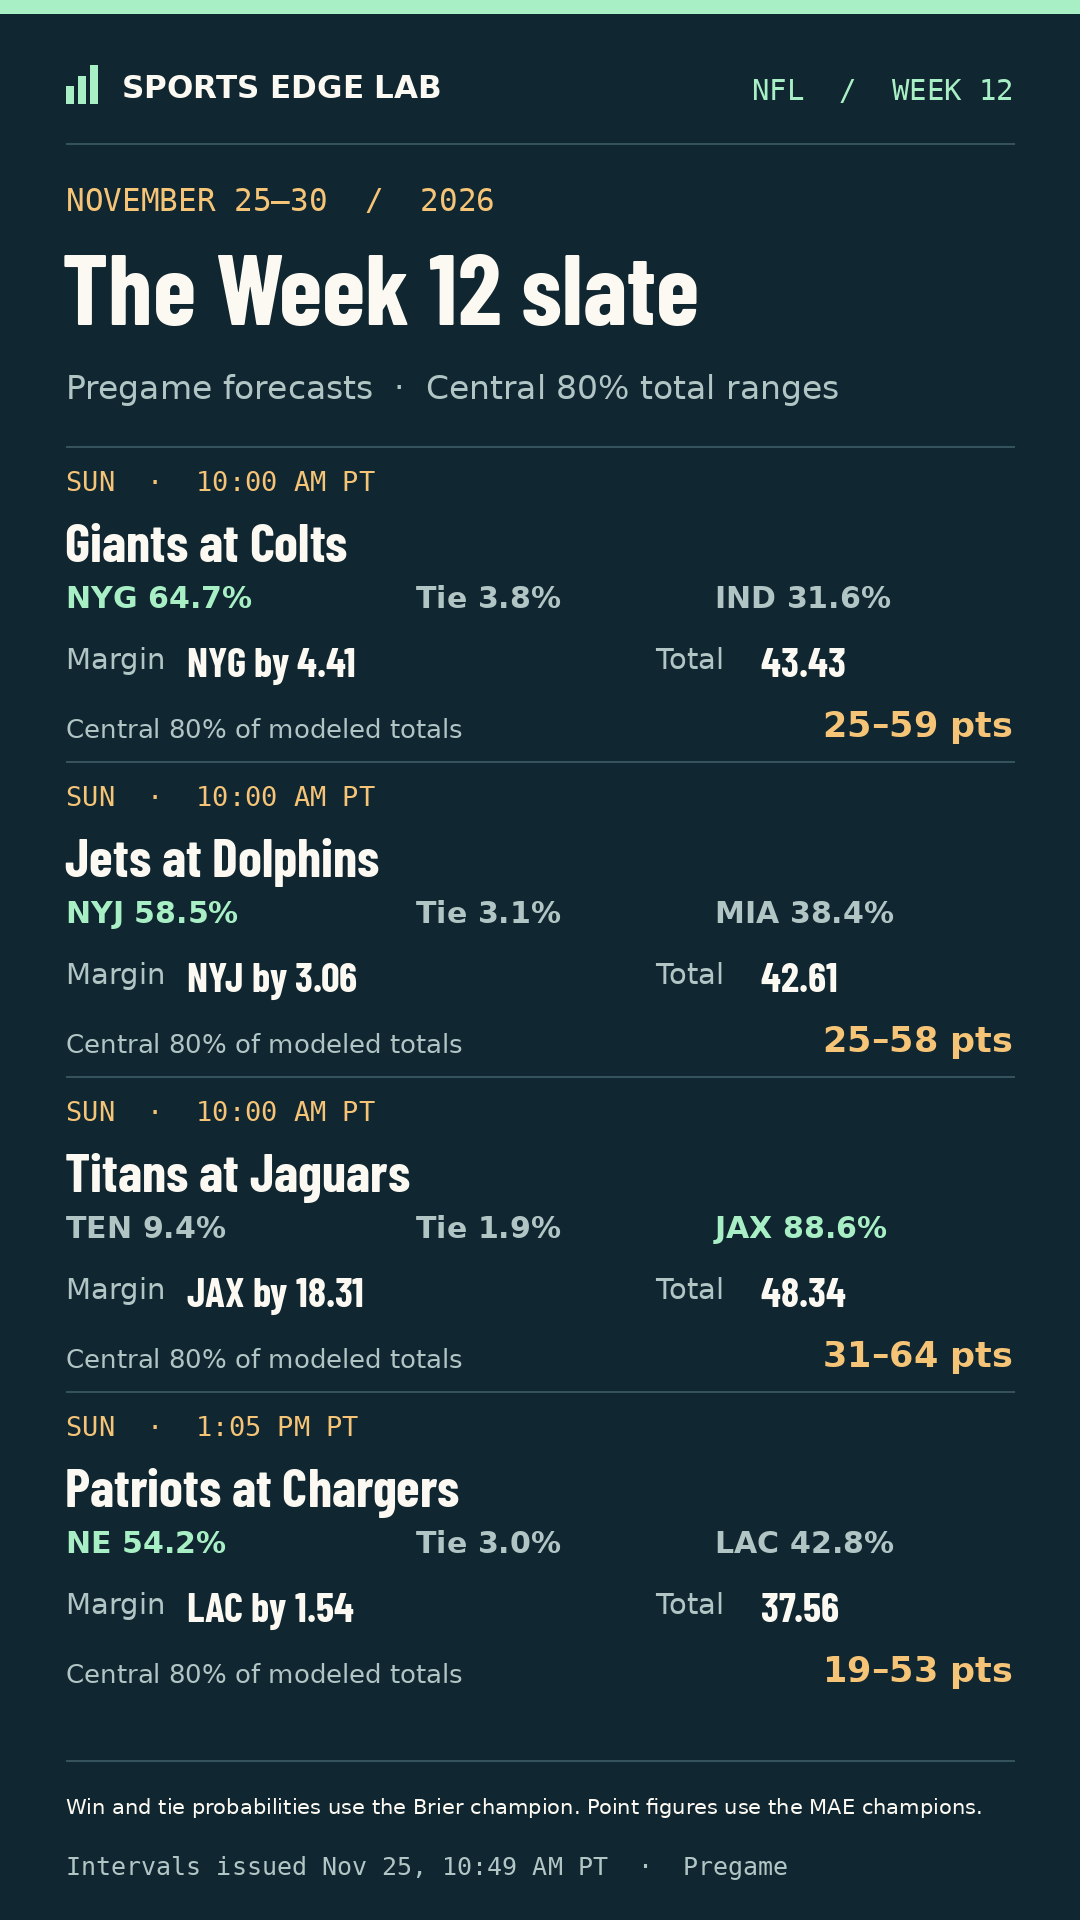 SPORTS EDGE LAB
NFL / WEEK 12
NOVEMBER 25–30 / 2026
The Week 12 slate
Pregame forecasts · Central 80% total ranges
SUN · 10:00 AM PT
Giants at Colts
NYG 64.7% Tie 3.8% IND 31.6%
Margin NYG by 4.41 Total 43.43
Central 80% of modeled totals 25–59 pts
SUN · 10:00 AM PT
Jets at Dolphins
NYJ 58.5% Tie 3.1% MIA 38.4%
Margin NYJ by 3.06 Total 42.61
Central 80% of modeled totals 25–58 pts
SUN · 10:00 AM PT
Titans at Jaguars
TEN 9.4% Tie 1.9% JAX 88.6%
Margin JAX by 18.31 Total 48.34
Central 80% of modeled totals 31–64 pts
SUN · 1:05 PM PT
Patriots at Chargers
NE 54.2% Tie 3.0% LAC 42.8%
Margin LAC by 1.54 Total 37.56
Central 80% of modeled totals 19–53 pts
Win and tie probabilities use the Brier champion. Point figures use the MAE champions.
Intervals issued Nov 25, 10:49 AM PT · Pregame